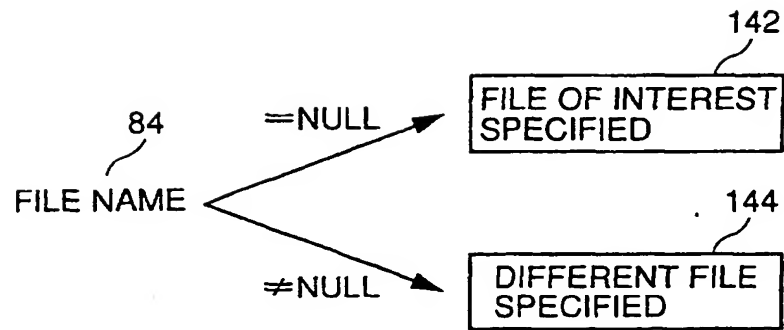 142
FILE OF INTEREST
SPECIFIED
=NULL
84
FILE NAME
144
DIFFERENT FILE
SPECIFIED
≠NULL